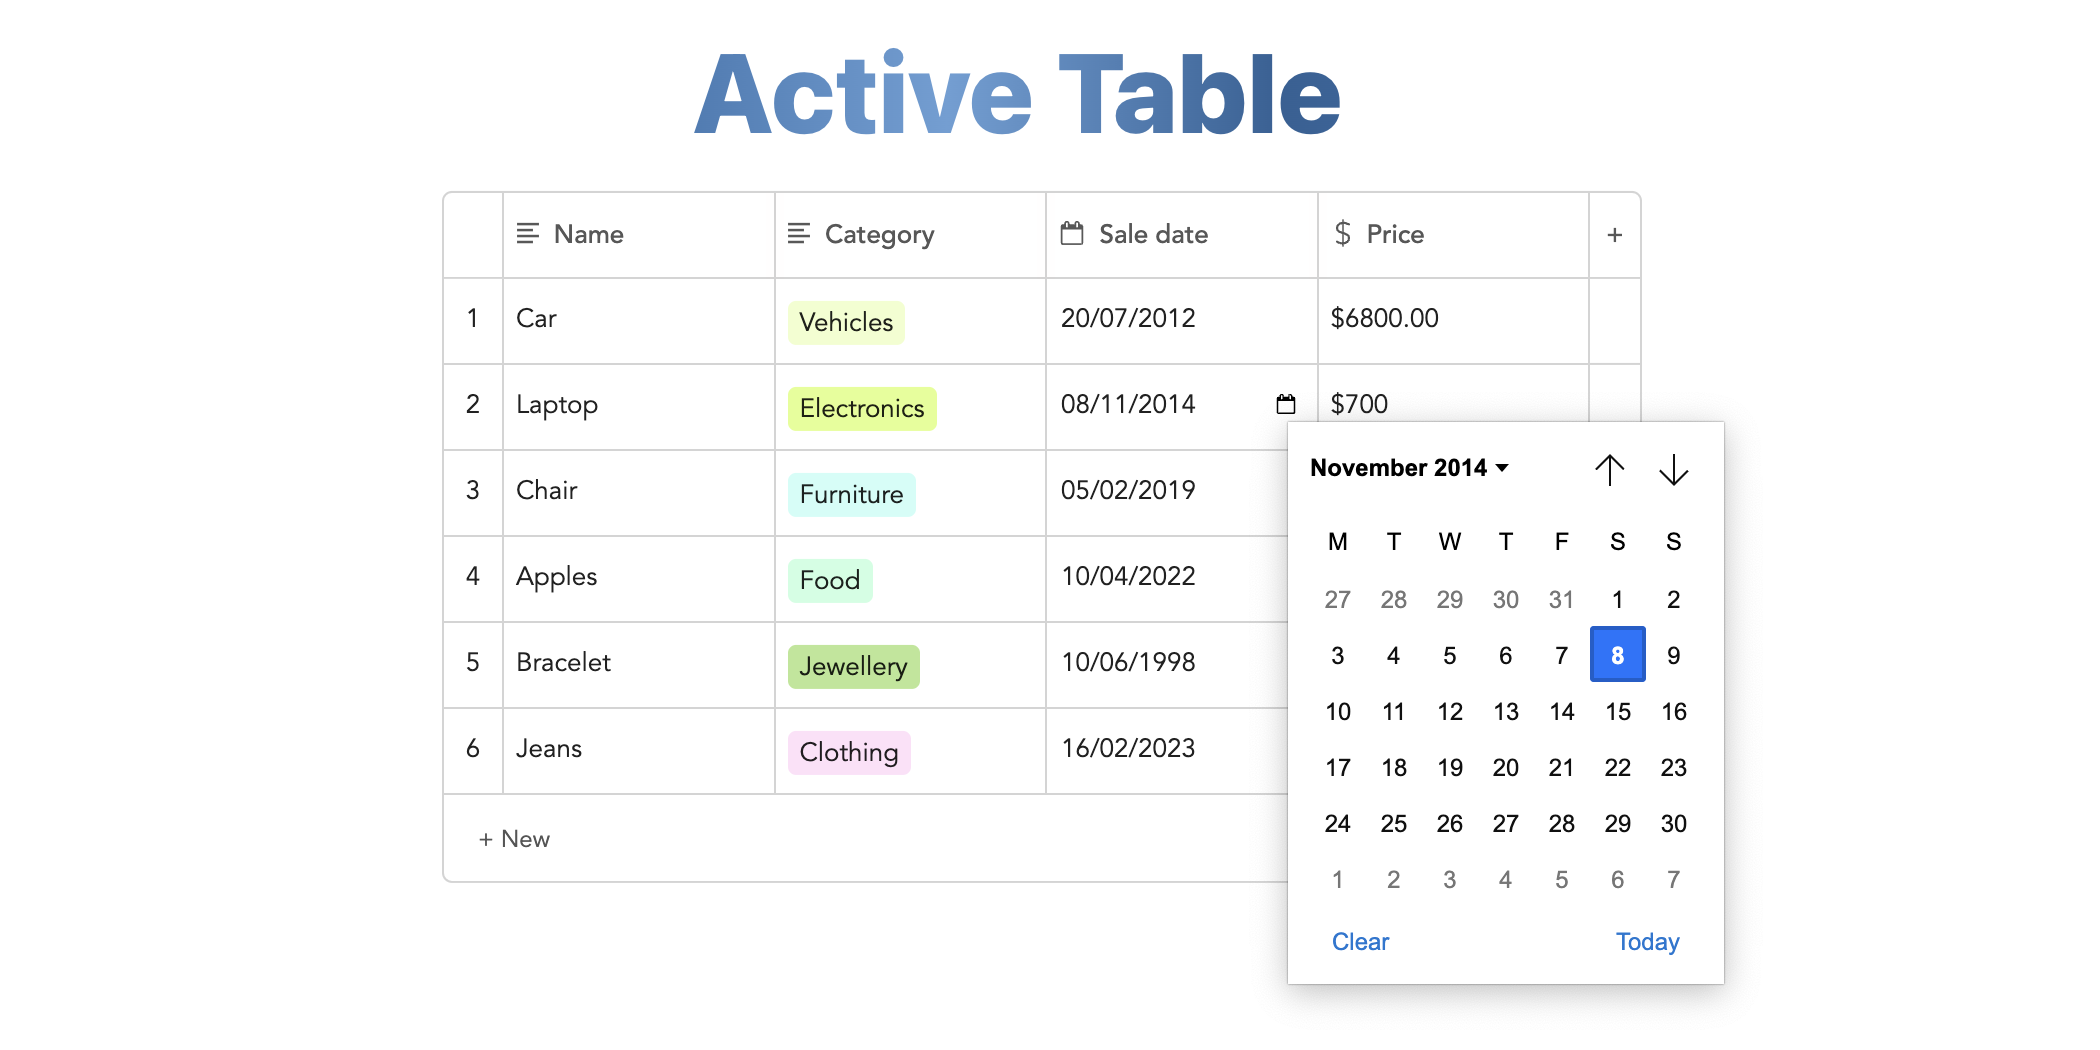 Active Table
Name Category Sale date $ Price +
1 Car Vehicles 20/07/2012 $6800.00
2 Laptop Electronics 08/11/2014 $700
3 Chair Furniture 05/02/2019
4 Apples Food 10/04/2022
5 Bracelet Jewellery 10/06/1998
6 Jeans Clothing 16/02/2023
+ New
November 2014
M T W T F S S
27 28 29 30 31 1 2
3 4 5 6 7 8 9
10 11 12 13 14 15 16
17 18 19 20 21 22 23
24 25 26 27 28 29 30
1 2 3 4 5 6 7
Clear Today